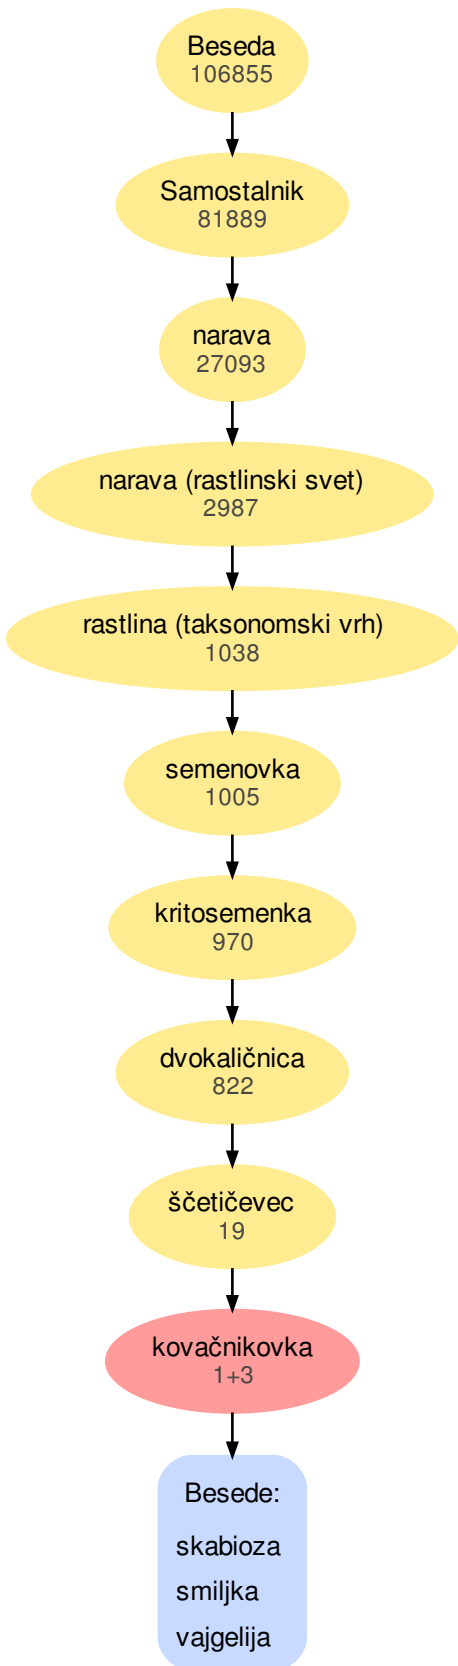 Beseda
106855
Samostalnik
81889
narava
27093
narava (rastlinski svet)
2987
rastlina (taksonomski vrh)
1038
semenovka
1005
kritosemenka
970
dvokaličnica
822
ščetičevec
19
kovačnikovka
1+3
Besede:
skabioza
smiljka
vajgelija